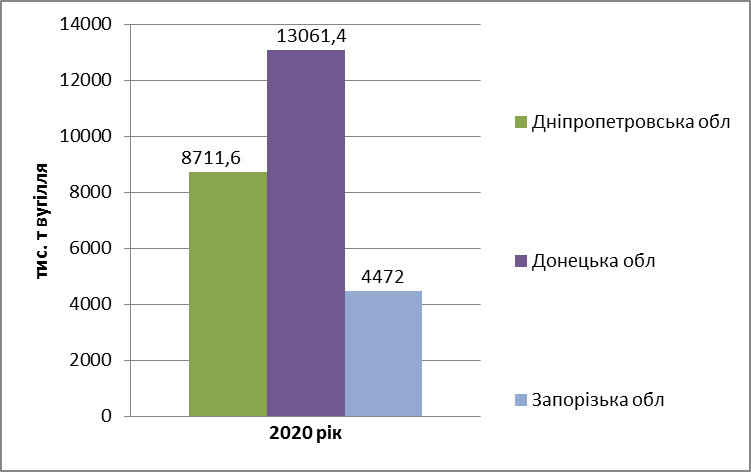 14000
13061,4
12000
10000
8711,6
8000
6000
4472
4000
2000
0
тис. т вугілля
2020 рік
Дніпропетровська обл
Донецька обл
Запорізька обл